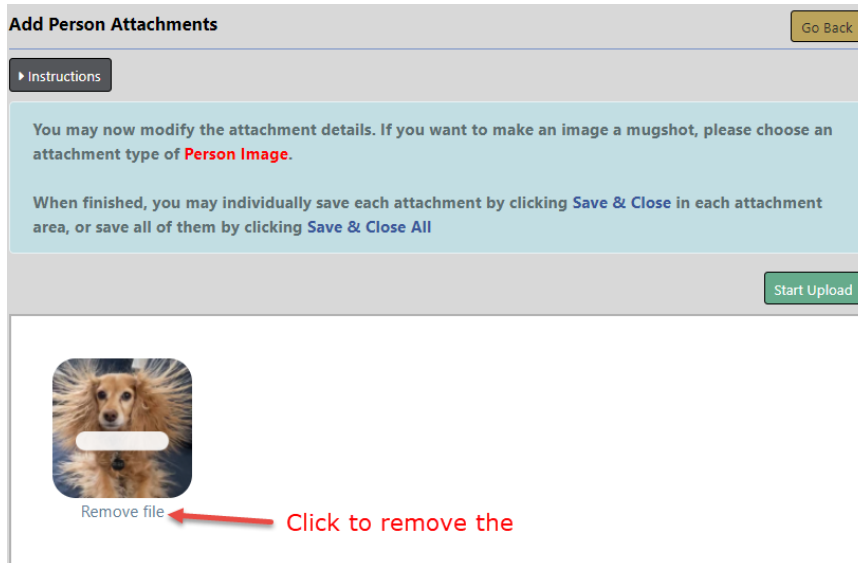 Add Person Attachments
Go Back
Instructions
You may now modify the attachment details. If you want to make an image a mugshot, please choose an
attachment type of Person Image.
When finished, you may individually save each attachment by clicking Save & Close in each attachment
area, or save all of them by clicking Save & Close All
Start Upload
Remove file
Click to remove the